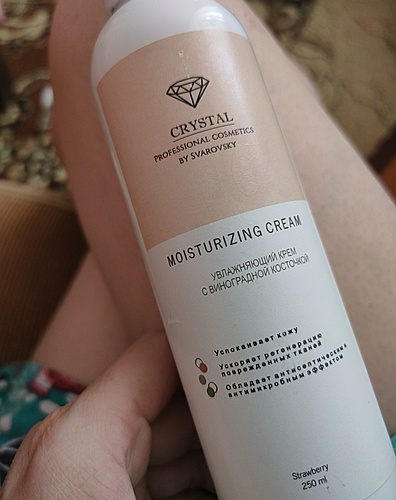 CRYSTAL
PROFESSIONAL COSMETICS
BY SVAROVSKY
MOISTURIZING CREAM
УВЛАЖНЯЮЩИЙ КРЕМ
С ВИНОГРАДНОЙ КОСТОЧКОЙ
Успокаивает кожу
Ускоряет регенерацию
поврежденных тканей
Обладает антисептическим и
антимикробным эффектом
Strawberry
250 ml